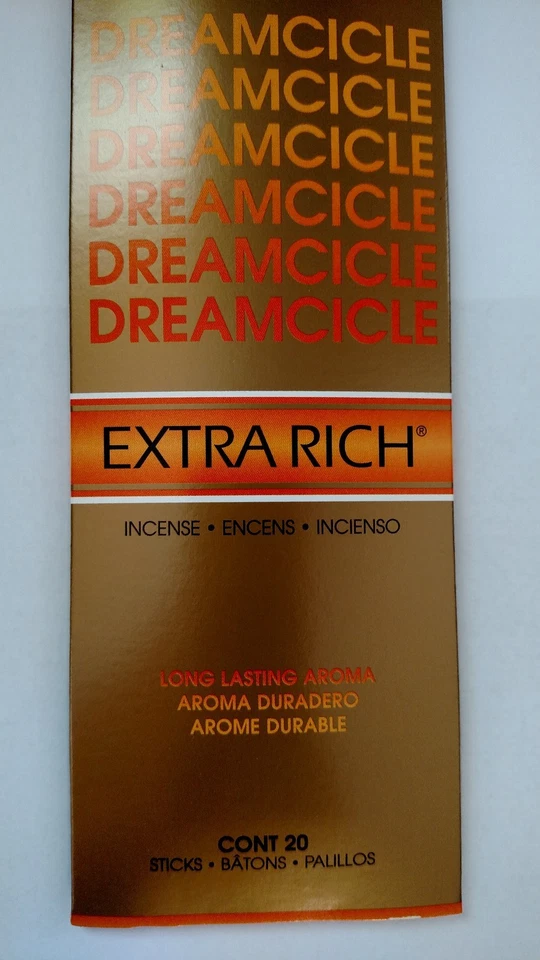 DREAMCICLE
DREAMCICLE
DREAMCICLE
DREAMCICLE
DREAMCICLE
DREAMCICLE
EXTRA RICH®
INCENSE • ENCENS • INCIENSO
LONG LASTING AROMA
AROMA DURADERO
AROME DURABLE
CONT 20
STICKS • BÂTONS • PALILLOS